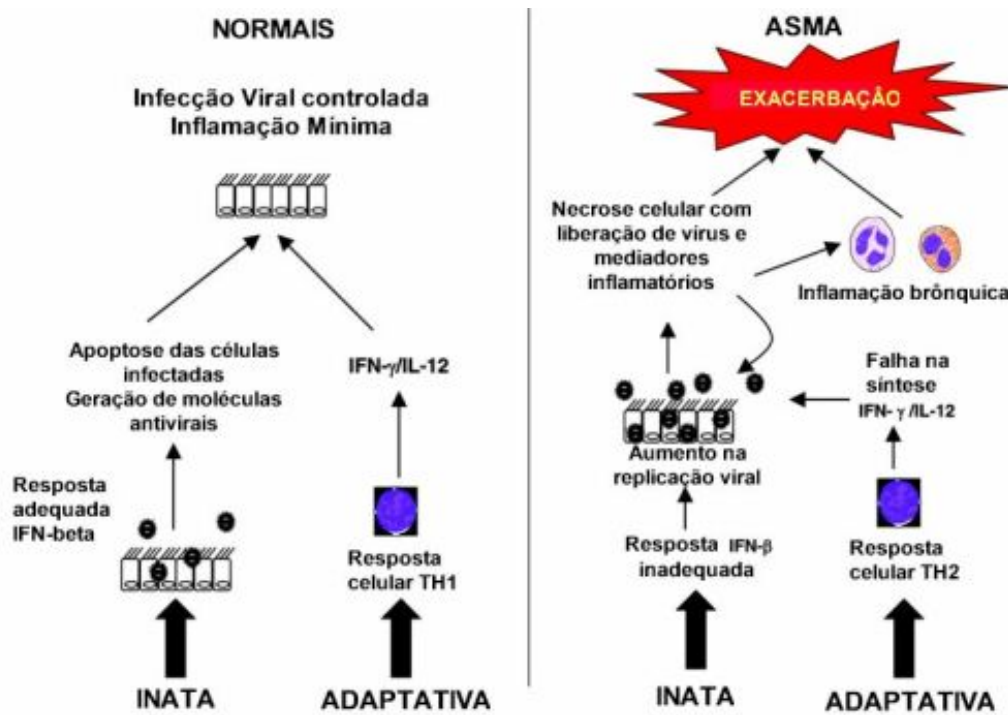 NORMAIS
Infecção Viral controlada
Inflamação Mínima
Apoptose das células
infectadas
Geração de moléculas
antivirais
IFN-γ/IL-12
Resposta
adequada
IFN-beta
Resposta
celular TH1
INATA
ADAPTATIVA
ASMA
EXACERBAÇÂO
Necrose celular com
liberação de vírus e
mediadores
inflamatórios
Inflamação brônquica
Falha na
síntese
IFN- γ /IL-12
Aumento na
replicação viral
Resposta IFN-β
inadequada
Resposta
celular TH2
INATA
ADAPTATIVA